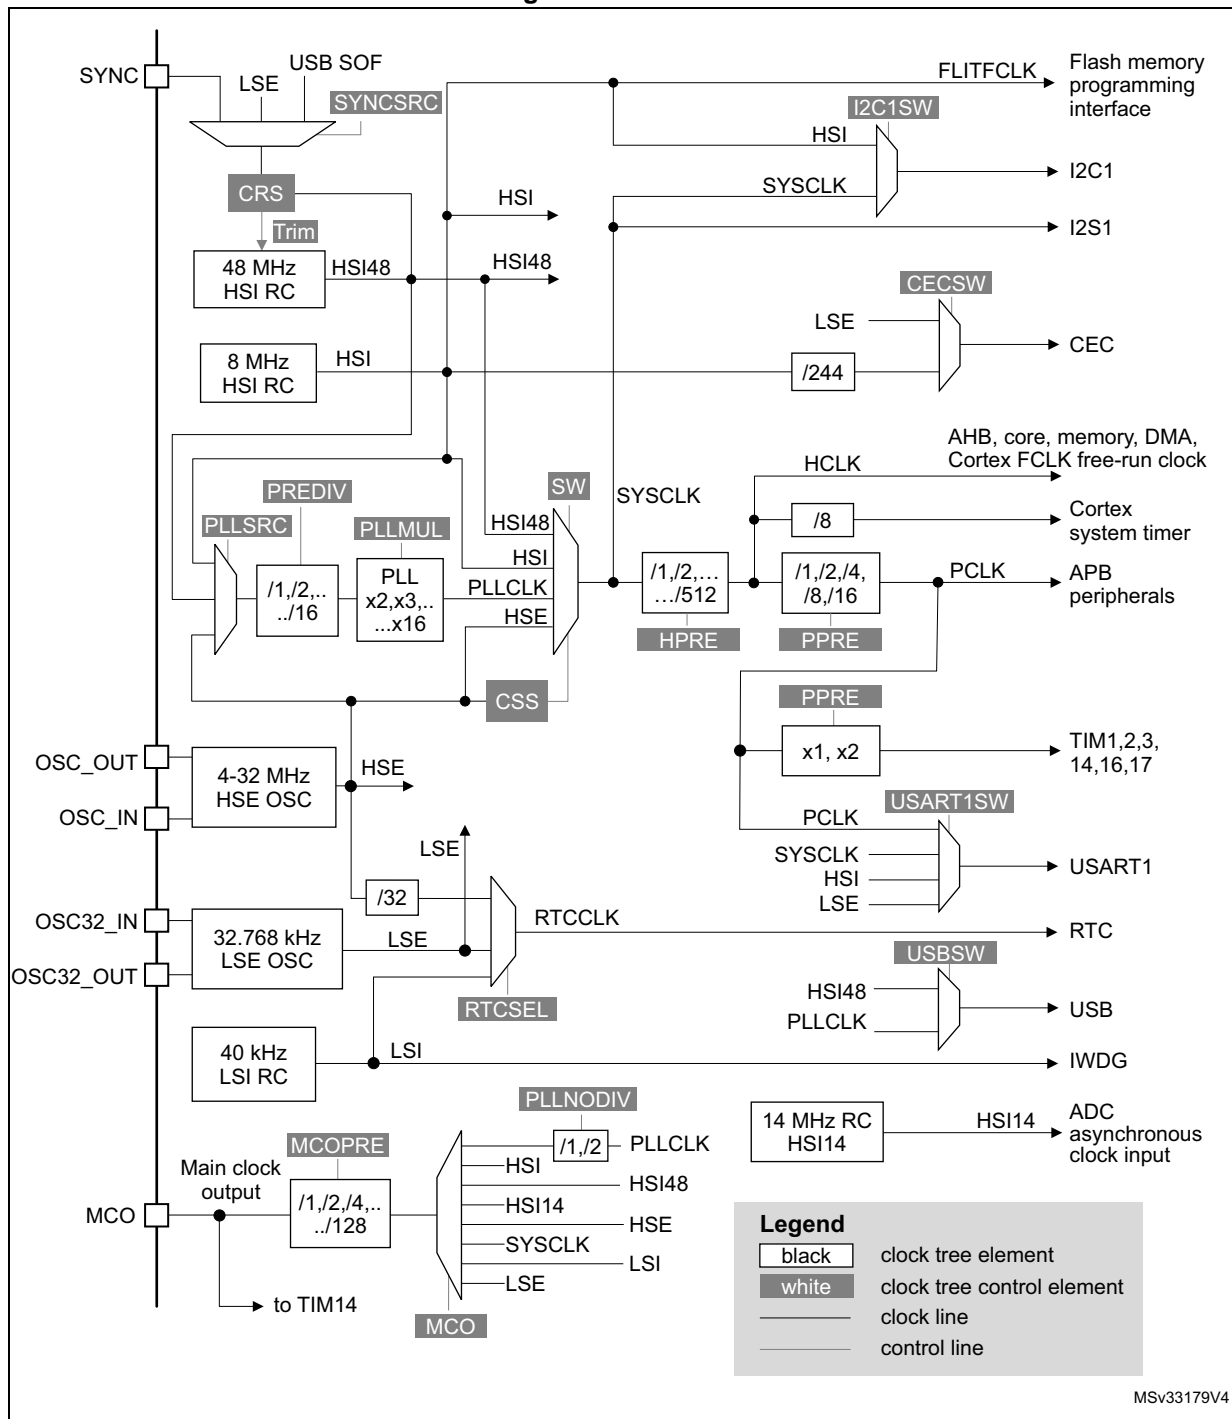 SYNC
USB SOF
LSE
SYNCSRC
CRS
Trim
48 MHz
HSI RC
HSI48
HSI
HSI48
8 MHz
HSI RC
HSI
FLITFCLK
Flash memory
programming
interface
I2C1SW
HSI
SYSCLK
I2C1
I2S1
CECSW
LSE
/244
CEC
AHB, core, memory, DMA,
Cortex FCLK free-run clock
HCLK
/8
Cortex
system timer
PLLSRC
PREDIV
/1,/2,..
../16
PLLMUL
PLL
x2,x3,..
...x16
SW
HSI48
HSI
PLLCLK
HSE
CSS
SYSCLK
/1,/2,...
.../512
HPRE
/1,/2,/4,
/8,/16
PPRE
PCLK
APB
peripherals
PPRE
x1, x2
TIM1,2,3,
14,16,17
OSC_OUT
OSC_IN
4-32 MHz
HSE OSC
HSE
USART1SW
PCLK
SYSCLK
HSI
LSE
USART1
LSE
/32
OSC32_IN
OSC32_OUT
32.768 kHz
LSE OSC
LSE
RTCCLK
RTC
RTCSEL
USBSW
HSI48
PLLCLK
USB
40 kHz
LSI RC
LSI
IWDG
14 MHz RC
HSI14
HSI14
ADC
asynchronous
clock input
PLLNODIV
/1,/2
PLLCLK
HSI
HSI48
HSI14
HSE
SYSCLK
LSI
LSE
MCO
MCOPRE
/1,/2,/4,..
../128
Main clock
output
MCO
to TIM14
Legend
black
clock tree element
white
clock tree control element
clock line
control line
MSv33179V4